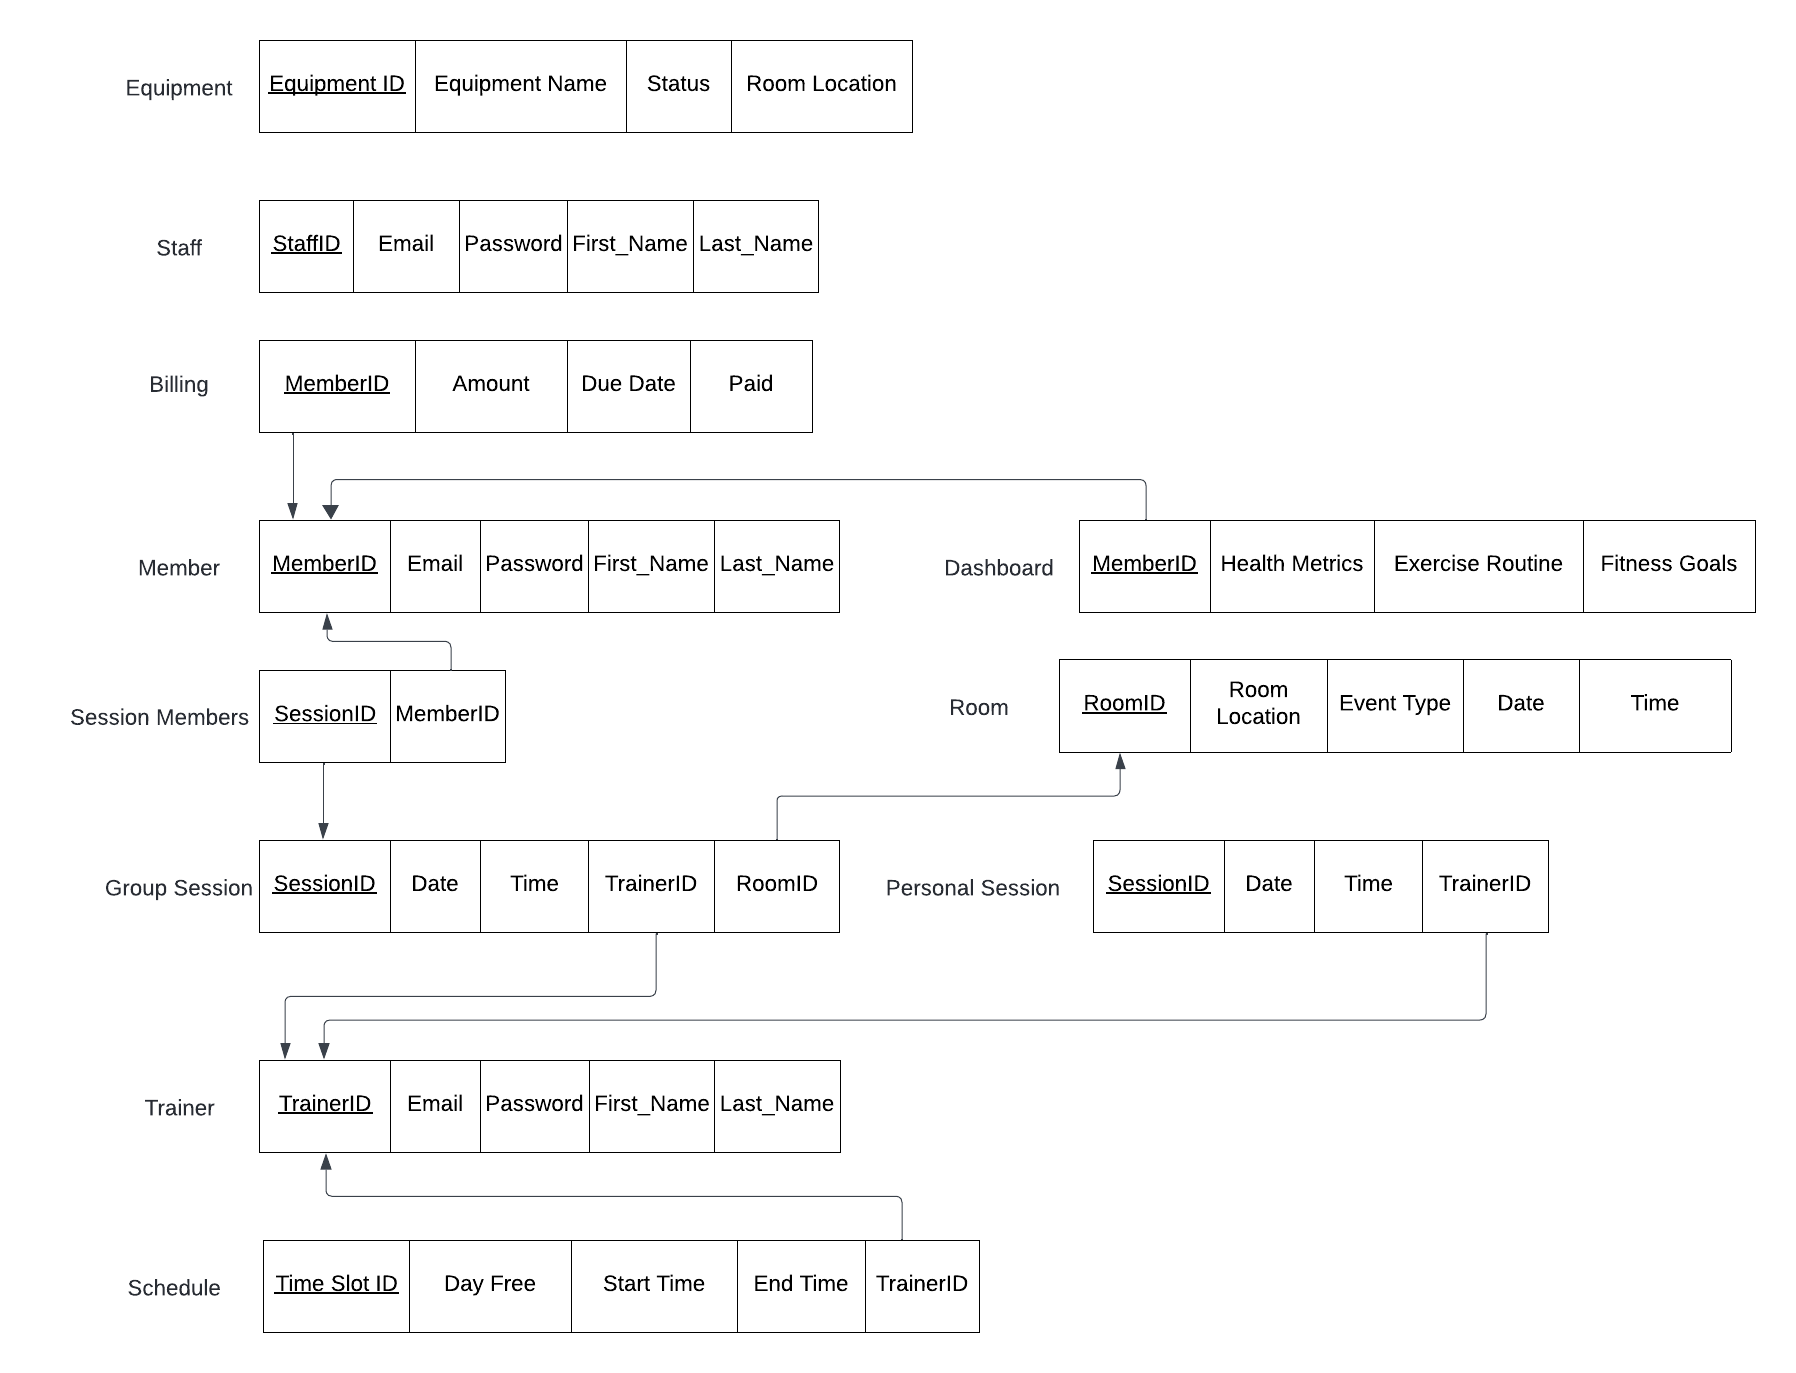 Equipment
Equipment ID Equipment Name Status Room Location
Staff
StaffID Email Password First_Name Last_Name
Billing
MemberID Amount Due Date Paid
Member
MemberID Email Password First_Name Last_Name
Dashboard
MemberID Health Metrics Exercise Routine Fitness Goals
Session Members
SessionID MemberID
Room
RoomID Room Location Event Type Date Time
Group Session
SessionID Date Time TrainerID RoomID
Personal Session
SessionID Date Time TrainerID
Trainer
TrainerID Email Password First_Name Last_Name
Schedule
Time Slot ID Day Free Start Time End Time TrainerID